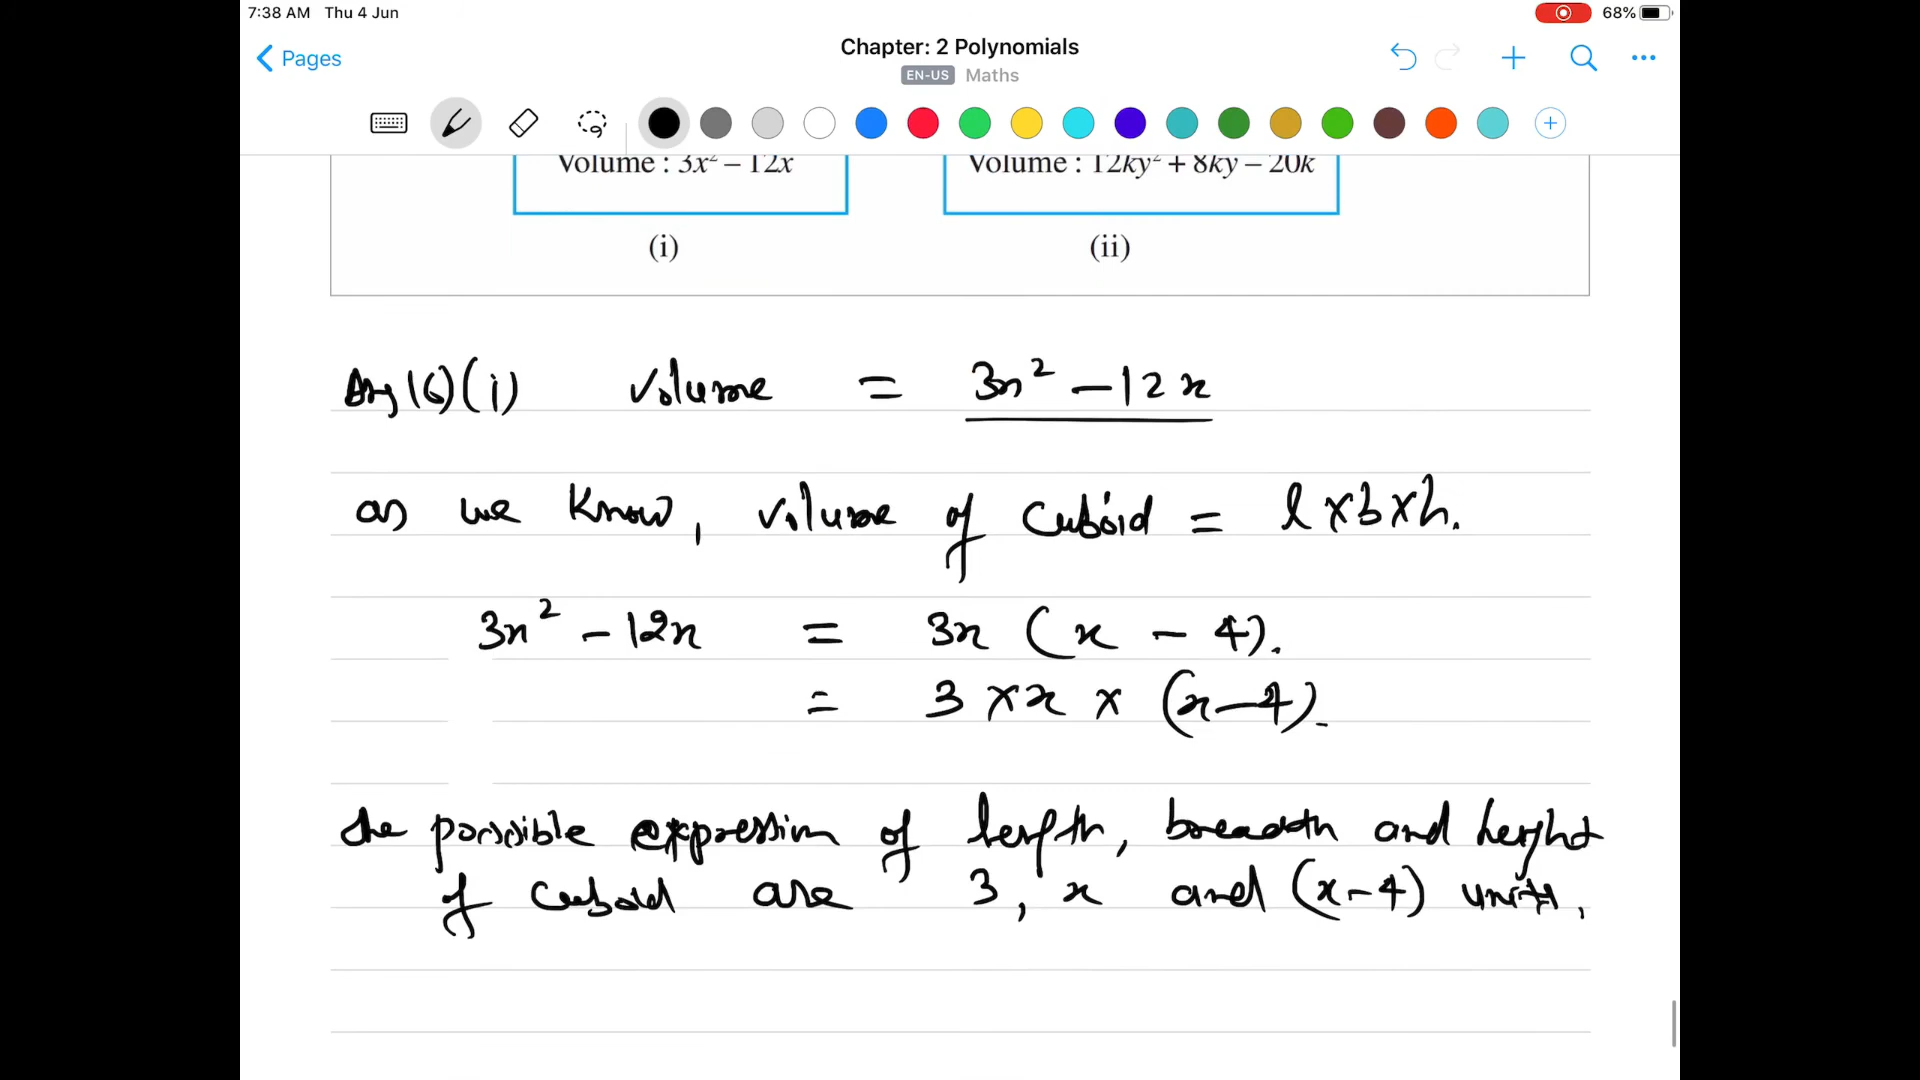 7:38 AM Thu 4 Jun
68%
Pages
Chapter: 2 Polynomials
EN-US Maths
Volume : 3x² – 12x
Volume : 12ky² + 8ky – 20k
(i)
(ii)
Ans 16)(i) volume = 3x² – 12x
as we know, volume of cuboid = l×b×h.
3x² – 12x = 3x (x – 4).
= 3 × x × (x–4).
the possible expression of length, breadth and height
of cuboid are 3, x and (x–4) units.